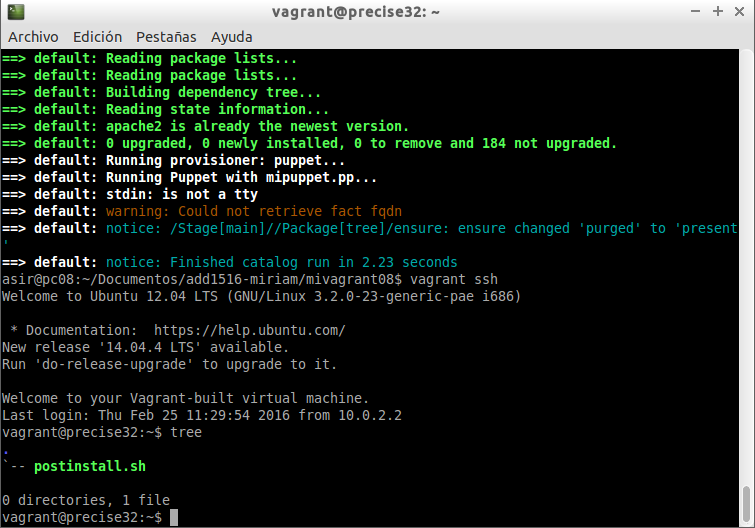 vagrant@precise32: ~
Archivo Edición Pestañas Ayuda
==> default: Reading package lists...
==> default: Reading package lists...
==> default: Building dependency tree...
==> default: Reading state information...
==> default: apache2 is already the newest version.
==> default: 0 upgraded, 0 newly installed, 0 to remove and 184 not upgraded.
==> default: Running provisioner: puppet...
==> default: Running Puppet with mipuppet.pp...
==> default: stdin: is not a tty
==> default: warning: Could not retrieve fact fqdn
==> default: notice: /Stage[main]//Package[tree]/ensure: ensure changed 'purged' to 'present
'
==> default: notice: Finished catalog run in 2.23 seconds
asir@pc08:~/Documentos/add1516-miriam/mivagrant08$ vagrant ssh
Welcome to Ubuntu 12.04 LTS (GNU/Linux 3.2.0-23-generic-pae i686)
 * Documentation:  https://help.ubuntu.com/
New release '14.04.4 LTS' available.
Run 'do-release-upgrade' to upgrade to it.
Welcome to your Vagrant-built virtual machine.
Last login: Thu Feb 25 11:29:54 2016 from 10.0.2.2
vagrant@precise32:~$ tree
.
`-- postinstall.sh
0 directories, 1 file
vagrant@precise32:~$